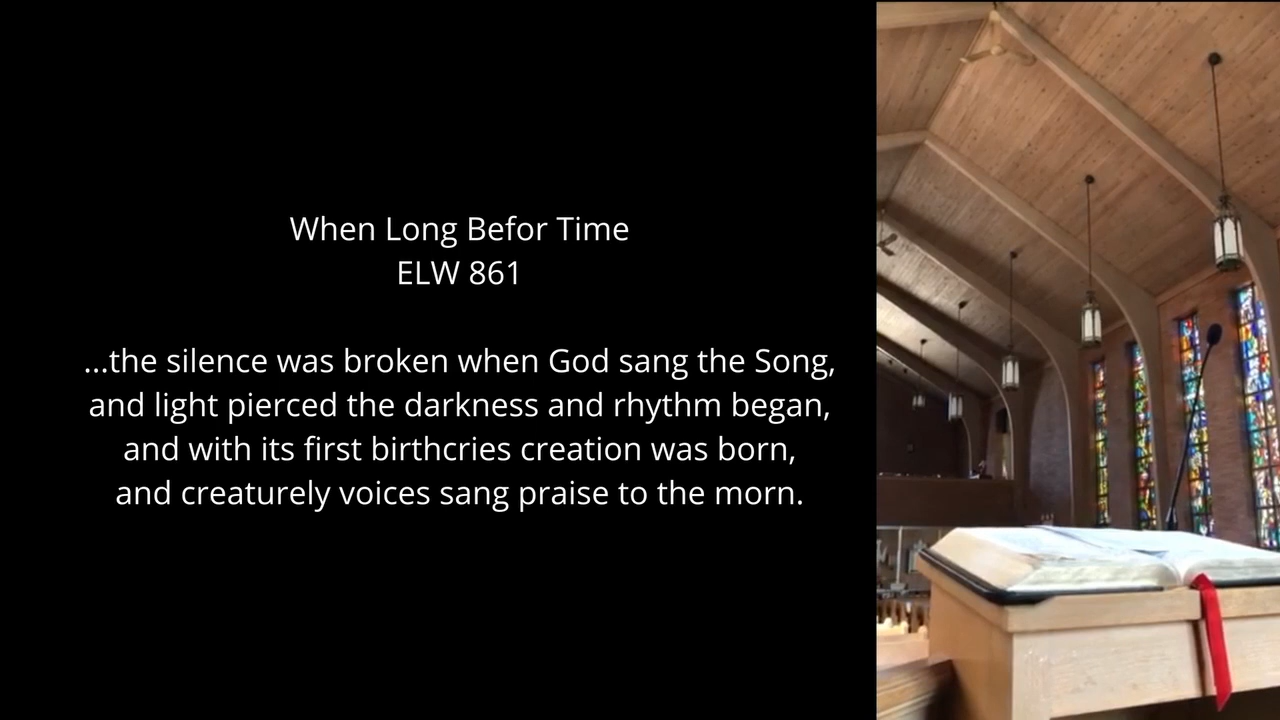 When Long Befor Time
ELW 861
...the silence was broken when God sang the Song,
and light pierced the darkness and rhythm began,
and with its first birthcries creation was born,
and creaturely voices sang praise to the morn.